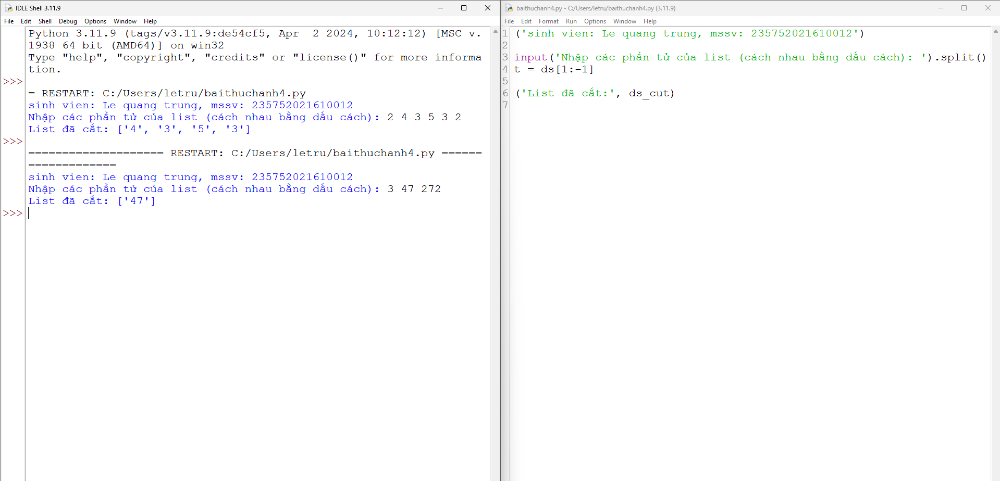 IDLE Shell 3.11.9
File Edit Shell Debug Options Window Help
Python 3.11.9 (tags/v3.11.9:de54cf5, Apr  2 2024, 10:12:12) [MSC v.
1938 64 bit (AMD64)] on win32
Type "help", "copyright", "credits" or "license()" for more informa
tion.
>>>
= RESTART: C:/Users/letru/baithuchanh4.py
sinh vien: Le quang trung, mssv: 235752021610012
Nhập các phần tử của list (cách nhau bằng dấu cách): 2 4 3 5 3 2
List đã cắt: ['4', '3', '5', '3']
>>>
==================== RESTART: C:/Users/letru/baithuchanh4.py ======
=============
sinh vien: Le quang trung, mssv: 235752021610012
Nhập các phần tử của list (cách nhau bằng dấu cách): 3 47 272
List đã cắt: ['47']
>>>
baithuchanh4.py - C:/Users/letru/baithuchanh4.py (3.11.9)
File Edit Format Run Options Window Help
1 ('sinh vien: Le quang trung, mssv: 235752021610012')
2
3 input('Nhập các phần tử của list (cách nhau bằng dấu cách): ').split()
4 t = ds[1:-1]
5
6 ('List đã cắt:', ds_cut)
7